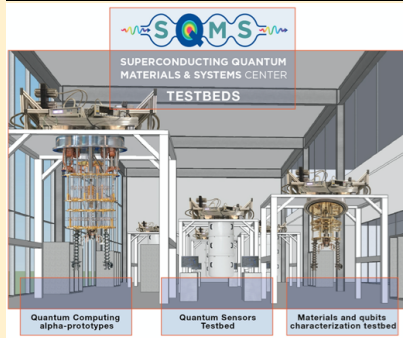 SQMS
SUPERCONDUCTING QUANTUM
MATERIALS & SYSTEMS CENTER
TESTBEDS
Quantum Computing
alpha-prototypes
Quantum Sensors
Testbed
Materials and qubits
characterization testbed